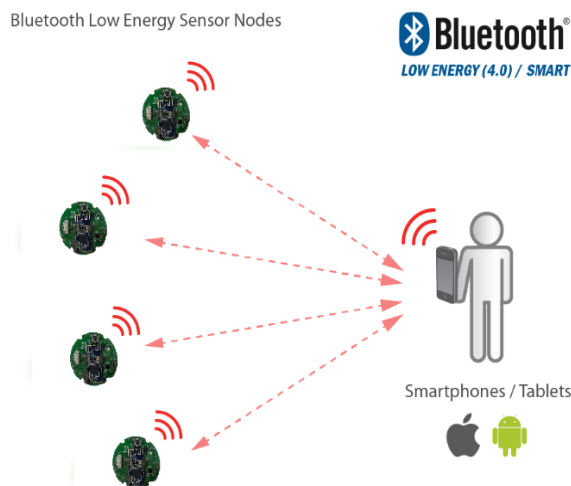 Bluetooth Low Energy Sensor Nodes
Bluetooth®
LOW ENERGY (4.0) / SMART
Smartphones / Tablets